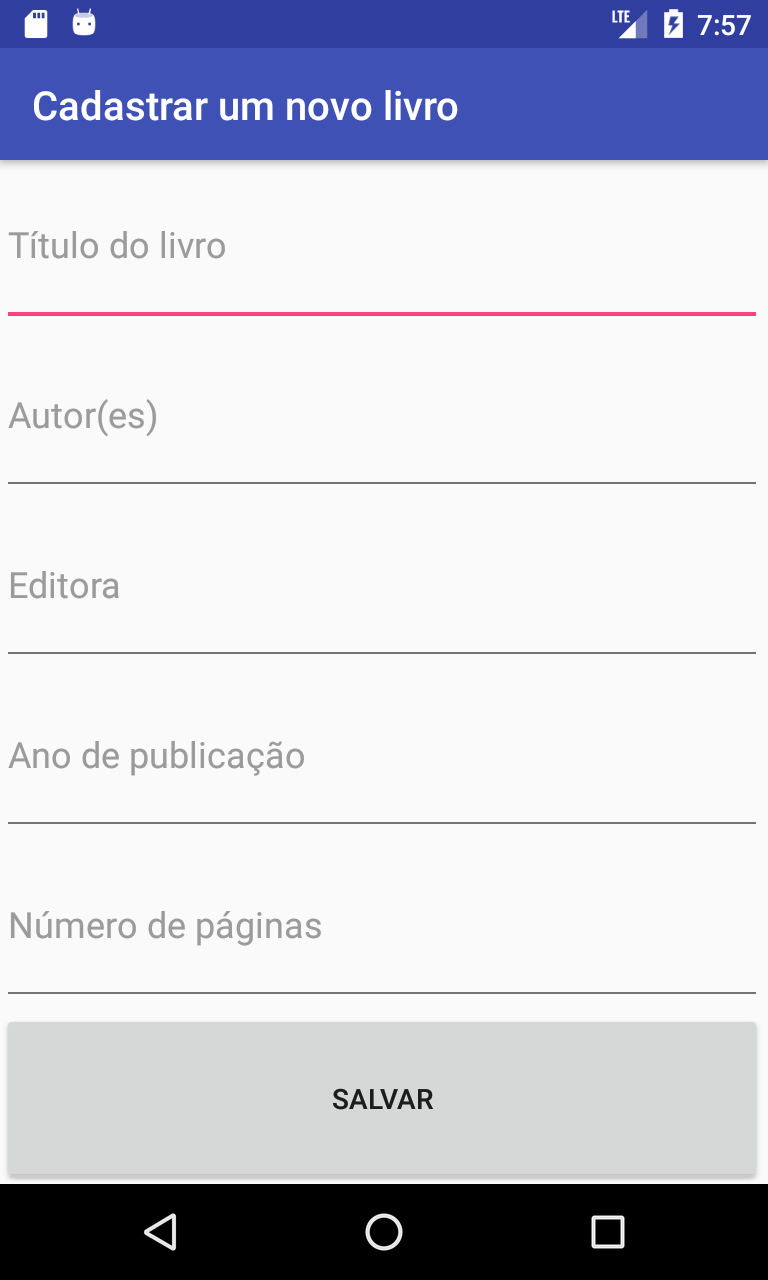 LTE 7:57
Cadastrar um novo livro
Título do livro
Autor(es)
Editora
Ano de publicação
Número de páginas
SALVAR